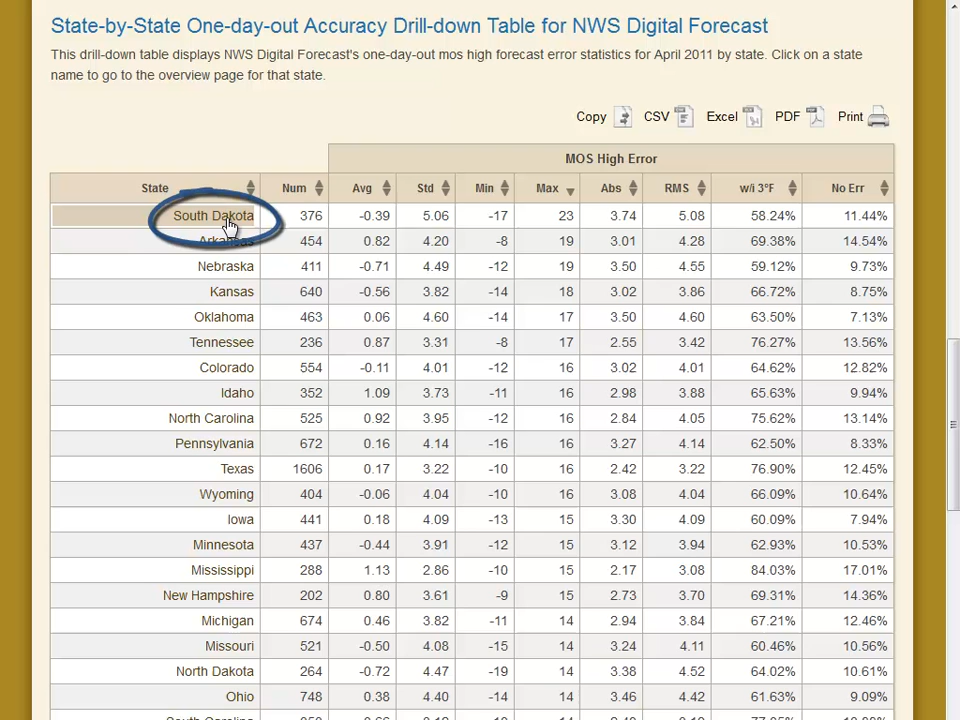 State-by-State One-day-out Accuracy Drill-down Table for NWS Digital Forecast
This drill-down table displays NWS Digital Forecast's one-day-out mos high forecast error statistics for April 2011 by state. Click on a state
name to go to the overview page for that state.
Copy CSV Excel PDF Print
MOS High Error
State Num Avg Std Min Max Abs RMS w/i 3°F No Err
South Dakota 376 -0.39 5.06 -17 23 3.74 5.08 58.24% 11.44%
Arkansas 454 0.82 4.20 -8 19 3.01 4.28 69.38% 14.54%
Nebraska 411 -0.71 4.49 -12 19 3.50 4.55 59.12% 9.73%
Kansas 640 -0.56 3.82 -14 18 3.02 3.86 66.72% 8.75%
Oklahoma 463 0.06 4.60 -14 17 3.50 4.60 63.50% 7.13%
Tennessee 236 0.87 3.31 -8 17 2.55 3.42 76.27% 13.56%
Colorado 554 -0.11 4.01 -12 16 3.02 4.01 64.62% 12.82%
Idaho 352 1.09 3.73 -11 16 2.98 3.88 65.63% 9.94%
North Carolina 525 0.92 3.95 -12 16 2.84 4.05 75.62% 13.14%
Pennsylvania 672 0.16 4.14 -16 16 3.27 4.14 62.50% 8.33%
Texas 1606 0.17 3.22 -10 16 2.42 3.22 76.90% 12.45%
Wyoming 404 -0.06 4.04 -10 16 3.08 4.04 66.09% 10.64%
Iowa 441 0.18 4.09 -13 15 3.30 4.09 60.09% 7.94%
Minnesota 437 -0.44 3.91 -12 15 3.12 3.94 62.93% 10.53%
Mississippi 288 1.13 2.86 -10 15 2.17 3.08 84.03% 17.01%
New Hampshire 202 0.80 3.61 -9 15 2.73 3.70 69.31% 14.36%
Michigan 674 0.46 3.82 -11 14 2.94 3.84 67.21% 12.46%
Missouri 521 -0.50 4.08 -15 14 3.24 4.11 60.46% 10.56%
North Dakota 264 -0.72 4.47 -19 14 3.38 4.52 64.02% 10.61%
Ohio 748 0.38 4.40 -14 14 3.46 4.42 61.63% 9.09%